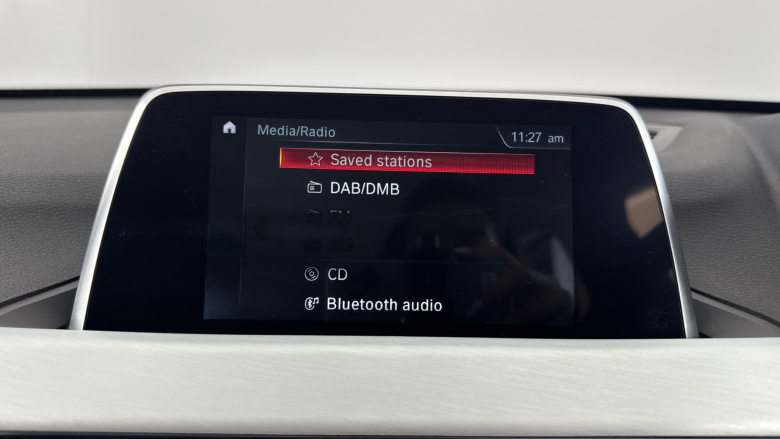 Media/Radio
11:27 am
Saved stations
DAB/DMB
CD
Bluetooth audio